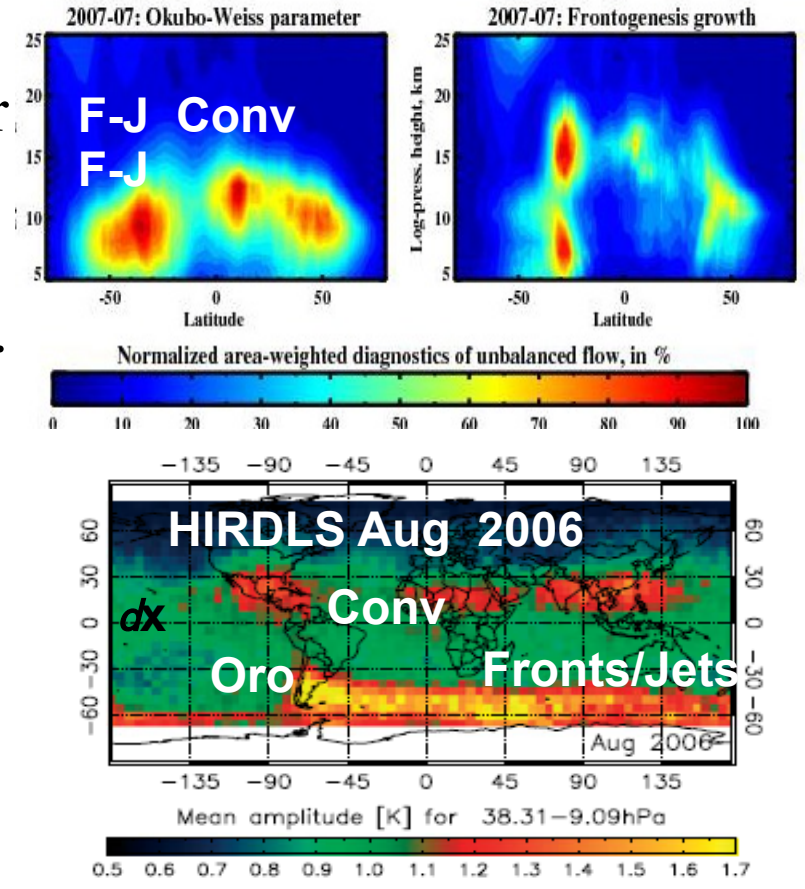 2007-07: Okubo-Weiss parameter
2007-07: Frontogenesis growth
25
20
15
10
5
F-J Conv
F-J
-50 0 50
Latitude
Log-press. height, km
25
20
15
10
5
-50 0 50
Latitude
r
.
Normalized area-weighted diagnostics of unbalanced flow, in %
0 10 20 30 40 50 60 70 80 90 100
−135 −90 −45 0 45 90 135
60
30
0
−30
−60
HIRDLS Aug 2006
dx
Conv
Oro
Fronts/Jets
Aug 2006
60
30
0
−30
−60
−135 −90 −45 0 45 90 135
Mean amplitude [K] for 38.31−9.09hPa
0.5 0.6 0.7 0.8 0.9 1.0 1.1 1.2 1.3 1.4 1.5 1.6 1.7